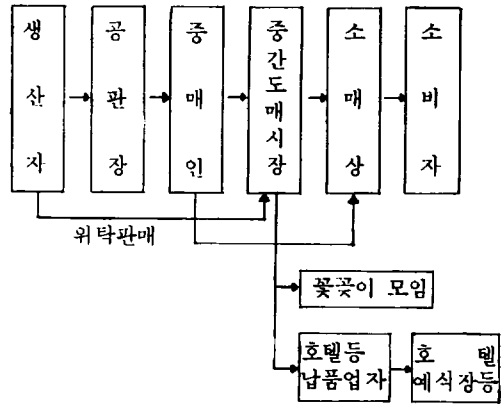 생산자
공판장
중매인
중간도매시장
소매상
소비자
위탁판매
꽃꽂이 모임
호텔등
납품업자
호텔
예식장등